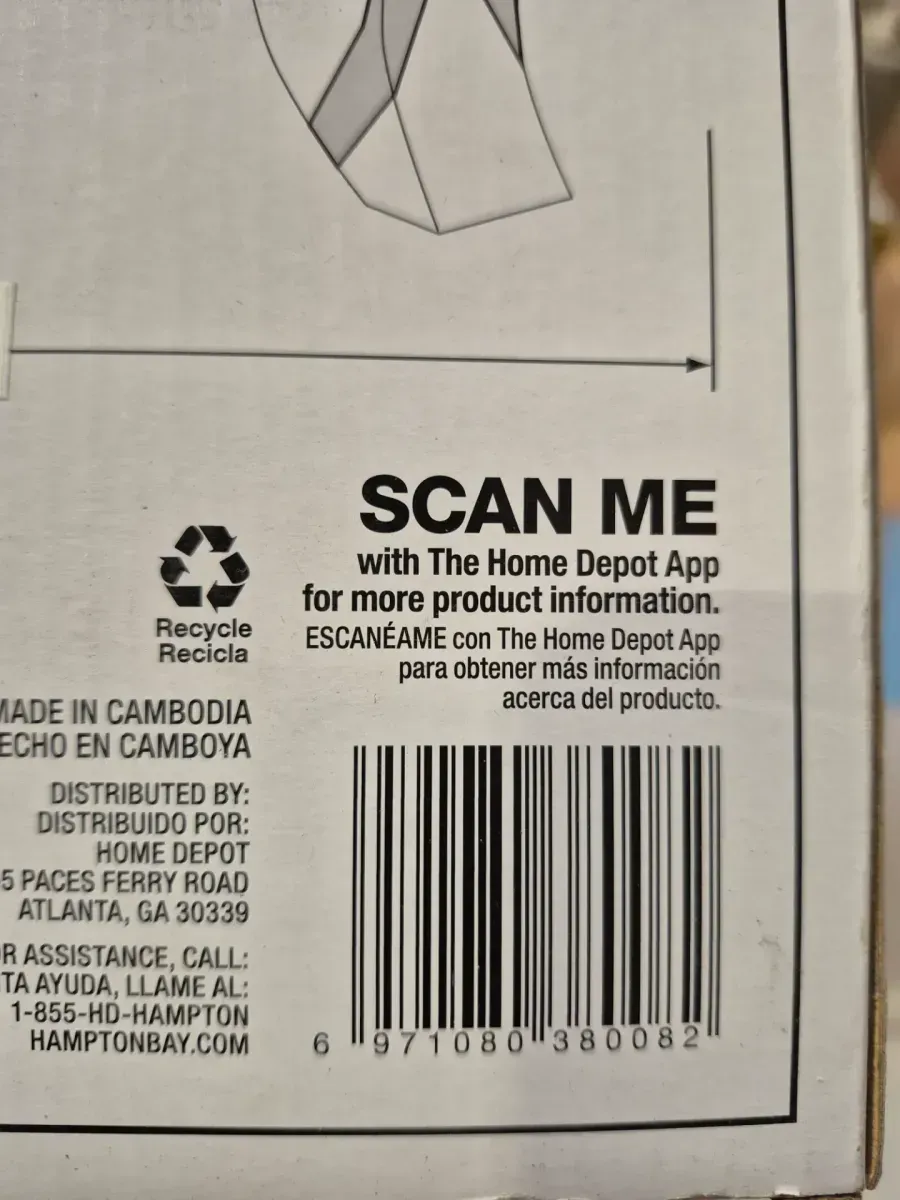 SCAN ME
with The Home Depot App
for more product information.
ESCANÉAME con The Home Depot App
para obtener más información
acerca del producto.
Recycle
Recicla
MADE IN CAMBODIA
ECHO EN CAMBOYA
DISTRIBUTED BY:
DISTRIBUIDO POR:
HOME DEPOT
5 PACES FERRY ROAD
ATLANTA, GA 30339
R ASSISTANCE, CALL:
TA AYUDA, LLAME AL:
1-855-HD-HAMPTON
HAMPTONBAY.COM
6 971080 380082